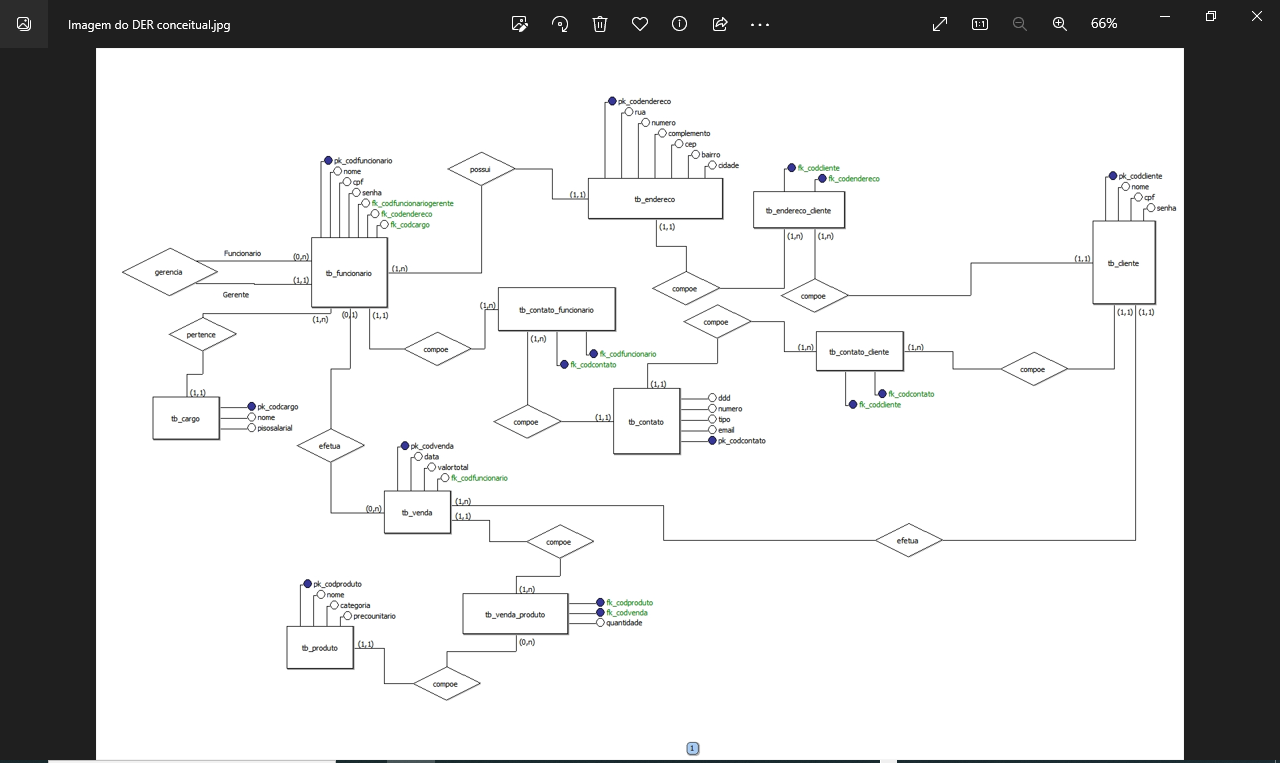 Imagem do DER conceitual.jpg
1:1
66%
pk_codendereco
rua
numero
complemento
cep
bairro
cidade
tb_endereco
(1,1)
(1,1)
possui
pk_codfuncionario
nome
cpf
senha
fk_codfuncionariogerente
fk_codendereco
fk_codcargo
tb_funcionario
(0,n)
(1,1)
(1,n)
(1,n)
(0,1)
(1,1)
Funcionario
gerencia
Gerente
fk_codcliente
fk_codendereco
tb_endereco_cliente
(1,n)
(1,n)
compoe
compoe
pk_codcliente
nome
cpf
senha
tb_cliente
(1,1)
(1,1)
(1,1)
pertence
(1,1)
tb_cargo
pk_codcargo
nome
pisosalarial
compoe
(1,n)
tb_contato_funcionario
(1,n)
fk_codfuncionario
fk_codcontato
compoe
(1,1)
compoe
(1,n)
tb_contato_cliente
(1,n)
fk_codcontato
fk_codcliente
compoe
(1,1)
tb_contato
ddd
numero
tipo
email
pk_codcontato
efetua
pk_codvenda
data
valortotal
fk_codfuncionario
(0,n)
tb_venda
(1,n)
(1,1)
compoe
efetua
(1,n)
tb_venda_produto
fk_codproduto
fk_codvenda
quantidade
(0,n)
pk_codproduto
nome
categoria
precounitario
tb_produto
(1,1)
compoe
1